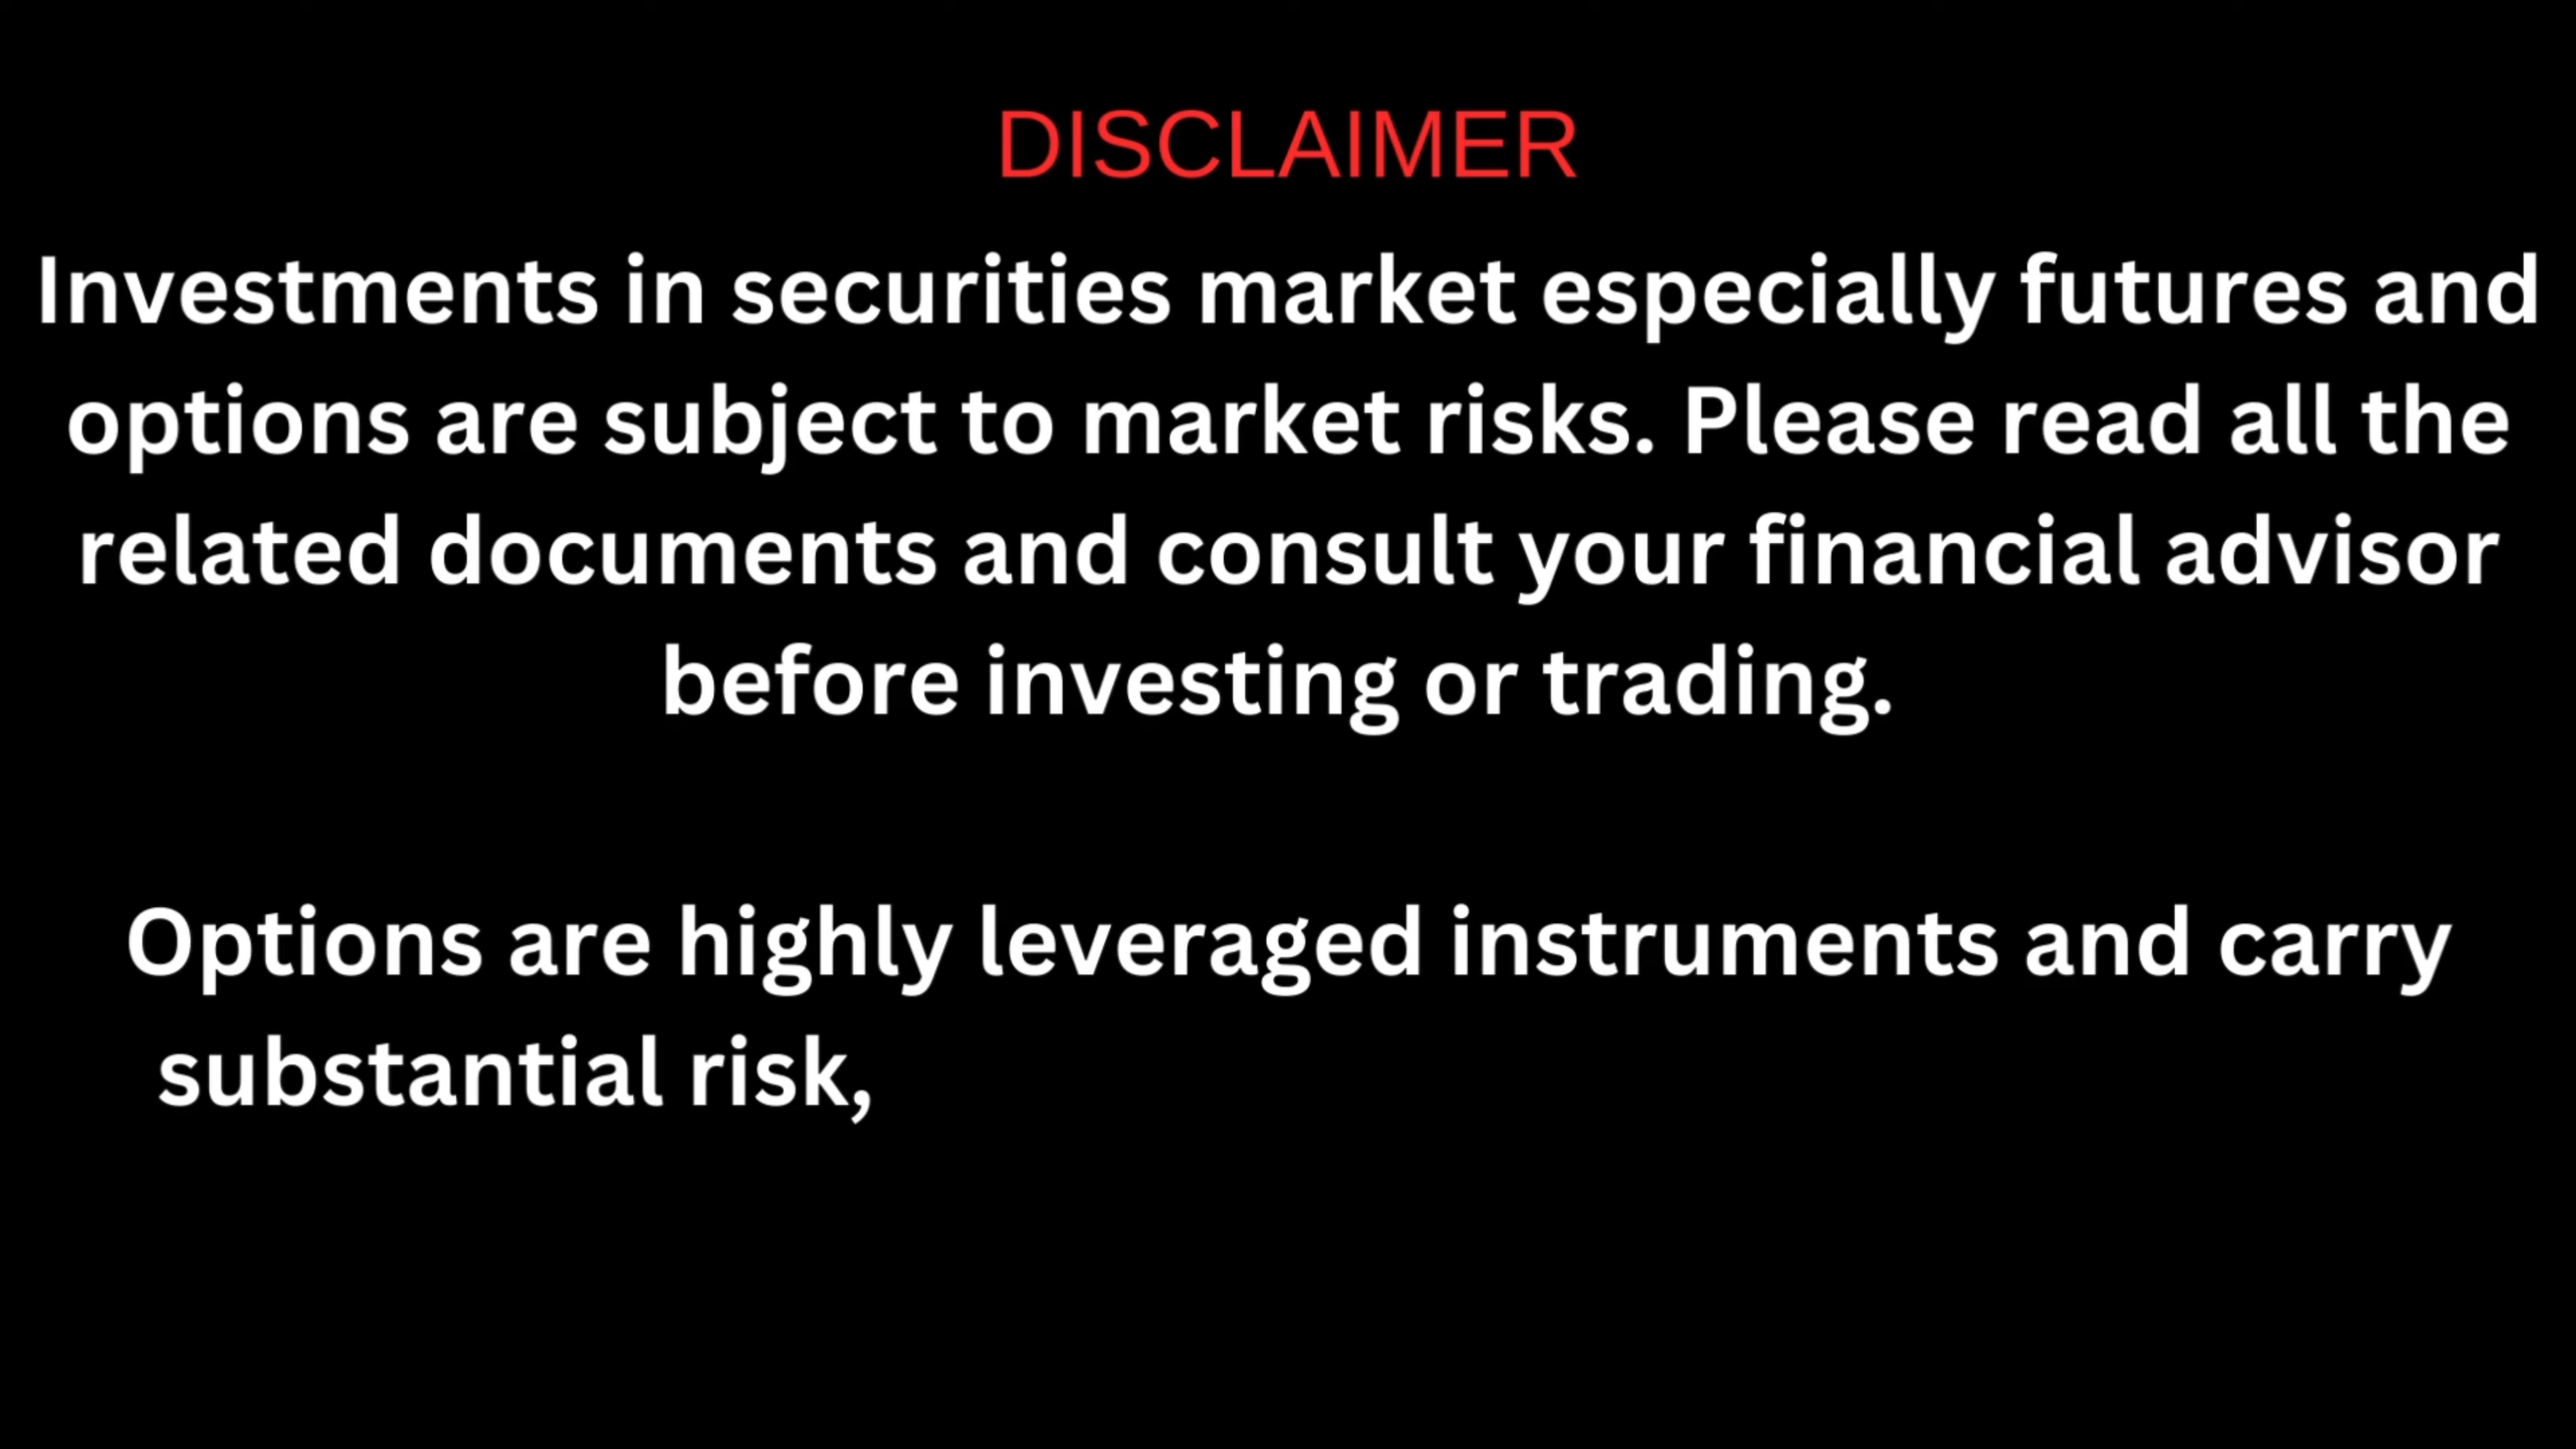 DISCLAIMER
Investments in securities market especially futures and
options are subject to market risks. Please read all the
related documents and consult your financial advisor
before investing or trading.
Options are highly leveraged instruments and carry
substantial risk,